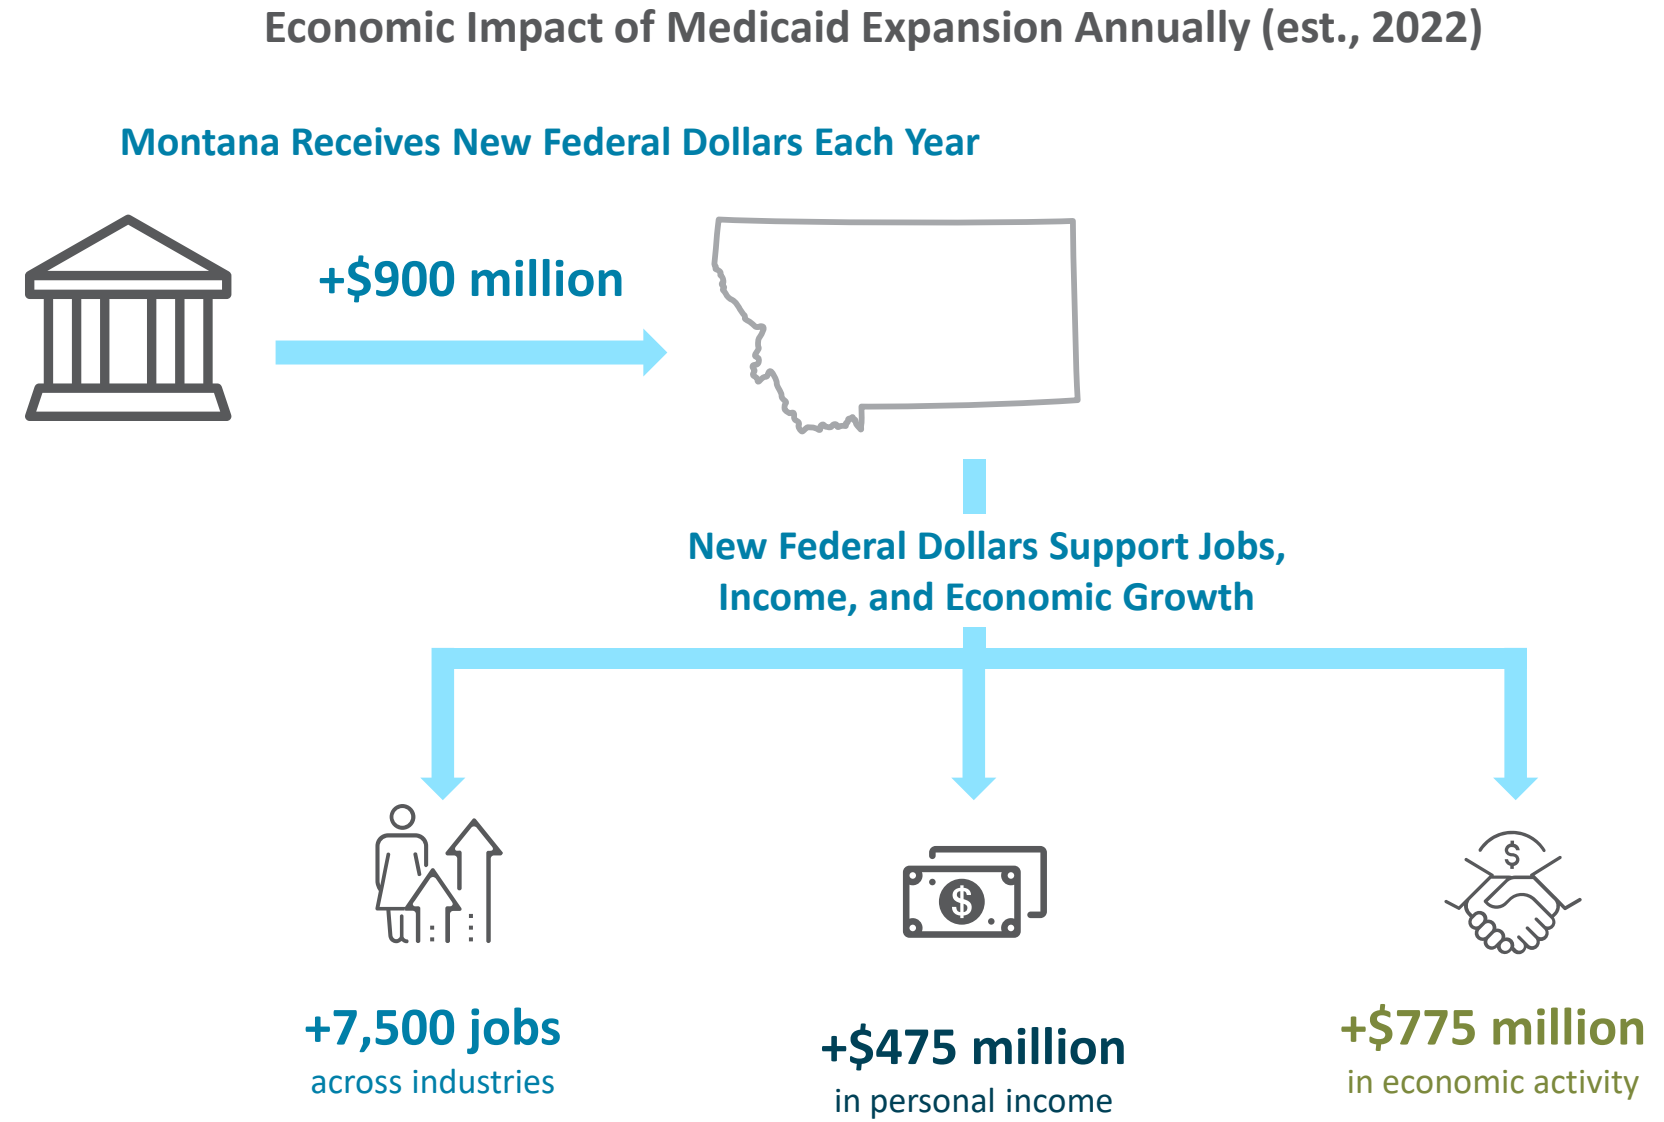 Economic Impact of Medicaid Expansion Annually (est., 2022)
Montana Receives New Federal Dollars Each Year
+$900 million
New Federal Dollars Support Jobs,
Income, and Economic Growth
$
$
+7,500 jobs
across industries
+$475 million
in personal income
+$775 million
in economic activity